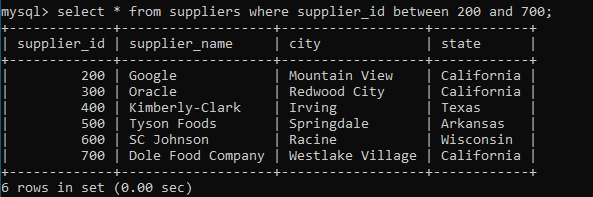 mysql> select * from suppliers where supplier_id between 200 and 700;
+-------------+-------------------+------------------+------------+
| supplier_id | supplier_name     | city             | state      |
+-------------+-------------------+------------------+------------+
|         200 | Google            | Mountain View    | California |
|         300 | Oracle            | Redwood City     | California |
|         400 | Kimberly-Clark    | Irving           | Texas      |
|         500 | Tyson Foods       | Springdale       | Arkansas   |
|         600 | SC Johnson        | Racine           | Wisconsin  |
|         700 | Dole Food Company | Westlake Village | California |
+-------------+-------------------+------------------+------------+
6 rows in set (0.00 sec)